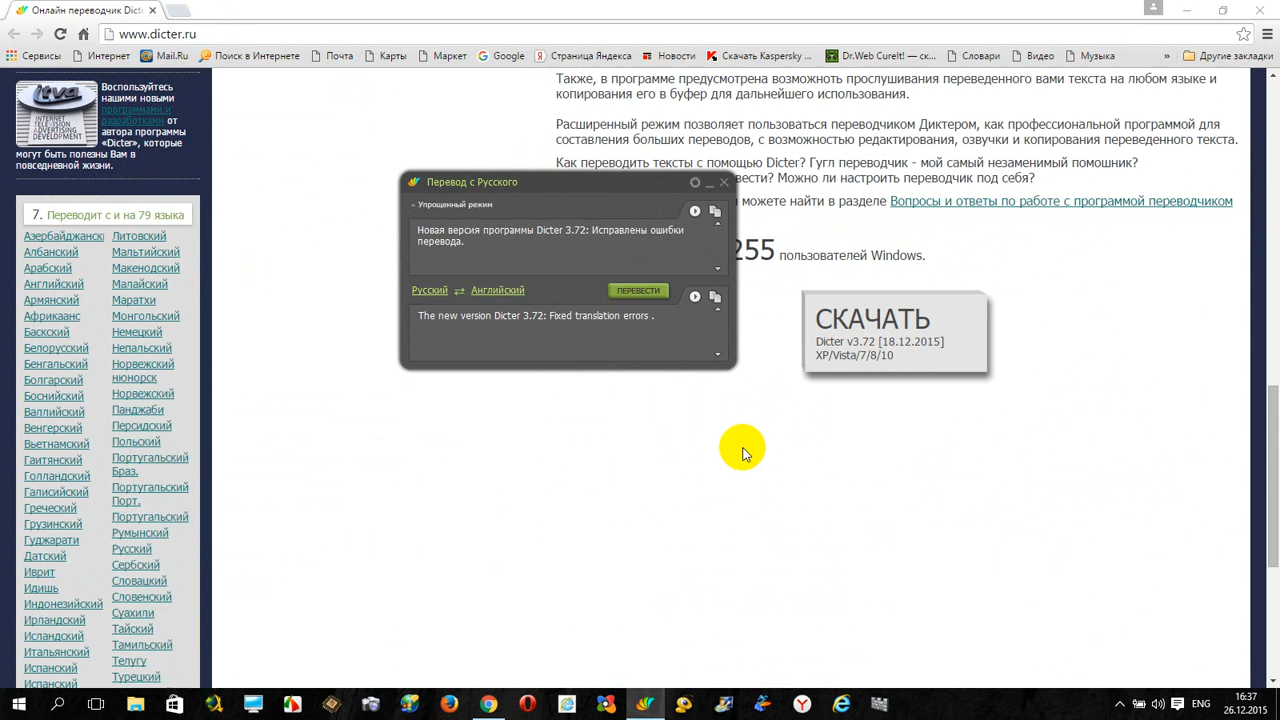 Онлайн переводчик Dictе
www.dicter.ru
Сервисы
Интернет
Mail.Ru
Поиск в Интернете
Почта
Карты
Маркет
Google
Страница Яндекса
Новости
Скачать Kaspersky ...
Dr.Web CureIt! — ск...
Словари
Видео
Музыка
»
Другие закладки
itva
INTERNET
TELEVISION
ADVERTISING
DEVELOPMENT
Воспользуйтесь
нашими новыми
программами и
разработками от
автора программы
«Dicter», которые
могут быть полезны Вам в
повседневной жизни.
7. Переводит с и на 79 языка
Азербайджанскı
Албанский
Арабский
Английский
Армянский
Африкаанс
Баскский
Белорусский
Бенгальский
Болгарский
Боснийский
Валлийский
Венгерский
Вьетнамский
Гаитянский
Голландский
Галисийский
Греческий
Грузинский
Гуджарати
Датский
Иврит
Идишь
Индонезийский
Ирландский
Исландский
Итальянский
Испанский
Испанский
Литовский
Мальтийский
Македонский
Малайский
Маратхи
Монгольский
Немецкий
Непальский
Норвежский
нюнорск
Норвежский
Панджаби
Персидский
Польский
Португальский
Браз.
Португальский
Порт.
Португальский
Румынский
Русский
Сербский
Словацкий
Словенский
Суахили
Тайский
Тамильский
Телугу
Турецкий
Также, в программе предусмотрена возможноть прослушивания переведенного вами текста на любом языке и
копирования его в буфер для дальнейшего использования.
Расширенный режим позволяет пользоваться переводчиком Диктером, как профессиональной программой для
составления больших переводов, с возможностью редактирования, озвучки и копирования переведенного текста.
Как переводить тексты с помощью Dicter? Гугл переводчик - мой самый незаменимый помошник?
вести? Можно ли настроить переводчик под себя?
и можете найти в разделе Вопросы и ответы по работе с программой переводчиком
255 пользователей Windows.
Перевод с Русского
Упрощенный режим
Новая версия программы Dicter 3.72: Исправлены ошибки
перевода.
Русский ⇄ Английский
ПЕРЕВЕСТИ
The new version Dicter 3.72: Fixed translation errors .
СКАЧАТЬ
Dicter v3.72 [18.12.2015]
XP/Vista/7/8/10
ENG
16:37
26.12.2015